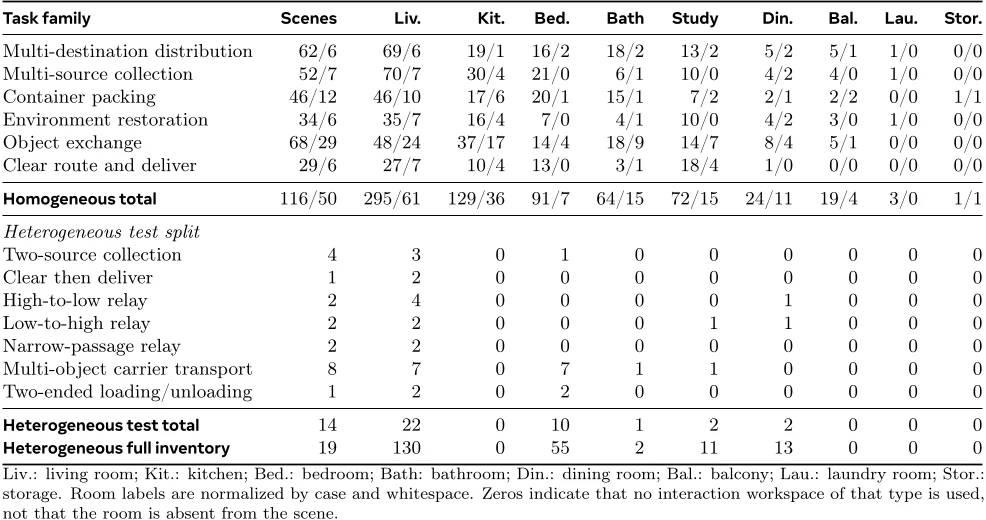 Task family Scenes Liv. Kit. Bed. Bath Study Din. Bal. Lau. Stor.
Multi-destination distribution 62/6 69/6 19/1 16/2 18/2 13/2 5/2 5/1 1/0 0/0
Multi-source collection 52/7 70/7 30/4 21/0 6/1 10/0 4/2 4/0 1/0 0/0
Container packing 46/12 46/10 17/6 20/1 15/1 7/2 2/1 2/2 0/0 1/1
Environment restoration 34/6 35/7 16/4 7/0 4/1 10/0 4/2 3/0 1/0 0/0
Object exchange 68/29 48/24 37/17 14/4 18/9 14/7 8/4 5/1 0/0 0/0
Clear route and deliver 29/6 27/7 10/4 13/0 3/1 18/4 1/0 0/0 0/0 0/0
Homogeneous total 116/50 295/61 129/36 91/7 64/15 72/15 24/11 19/4 3/0 1/1
Heterogeneous test split
Two-source collection 4 3 0 1 0 0 0 0 0 0
Clear then deliver 1 2 0 0 0 0 0 0 0 0
High-to-low relay 2 4 0 0 0 0 1 0 0 0
Low-to-high relay 2 2 0 0 0 1 1 0 0 0
Narrow-passage relay 2 2 0 0 0 0 0 0 0 0
Multi-object carrier transport 8 7 0 7 1 1 0 0 0 0
Two-ended loading/unloading 1 2 0 2 0 0 0 0 0 0
Heterogeneous test total 14 22 0 10 1 2 2 0 0 0
Heterogeneous full inventory 19 130 0 55 2 11 13 0 0 0
Liv.: living room; Kit.: kitchen; Bed.: bedroom; Bath: bathroom; Din.: dining room; Bal.: balcony; Lau.: laundry room; Stor.:
storage. Room labels are normalized by case and whitespace. Zeros indicate that no interaction workspace of that type is used,
not that the room is absent from the scene.